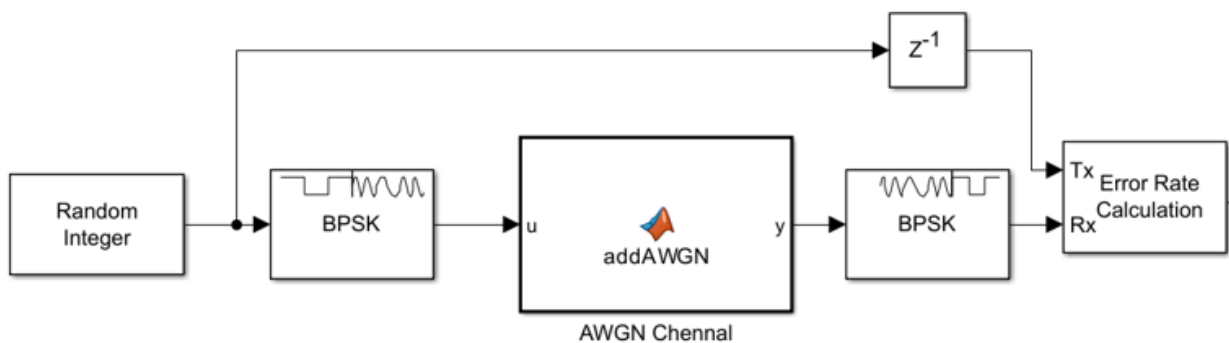 Z-1
Random
Integer
BPSK
u
addAWGN
y
BPSK
Tx
Error Rate
Calculation
Rx
AWGN Chennal